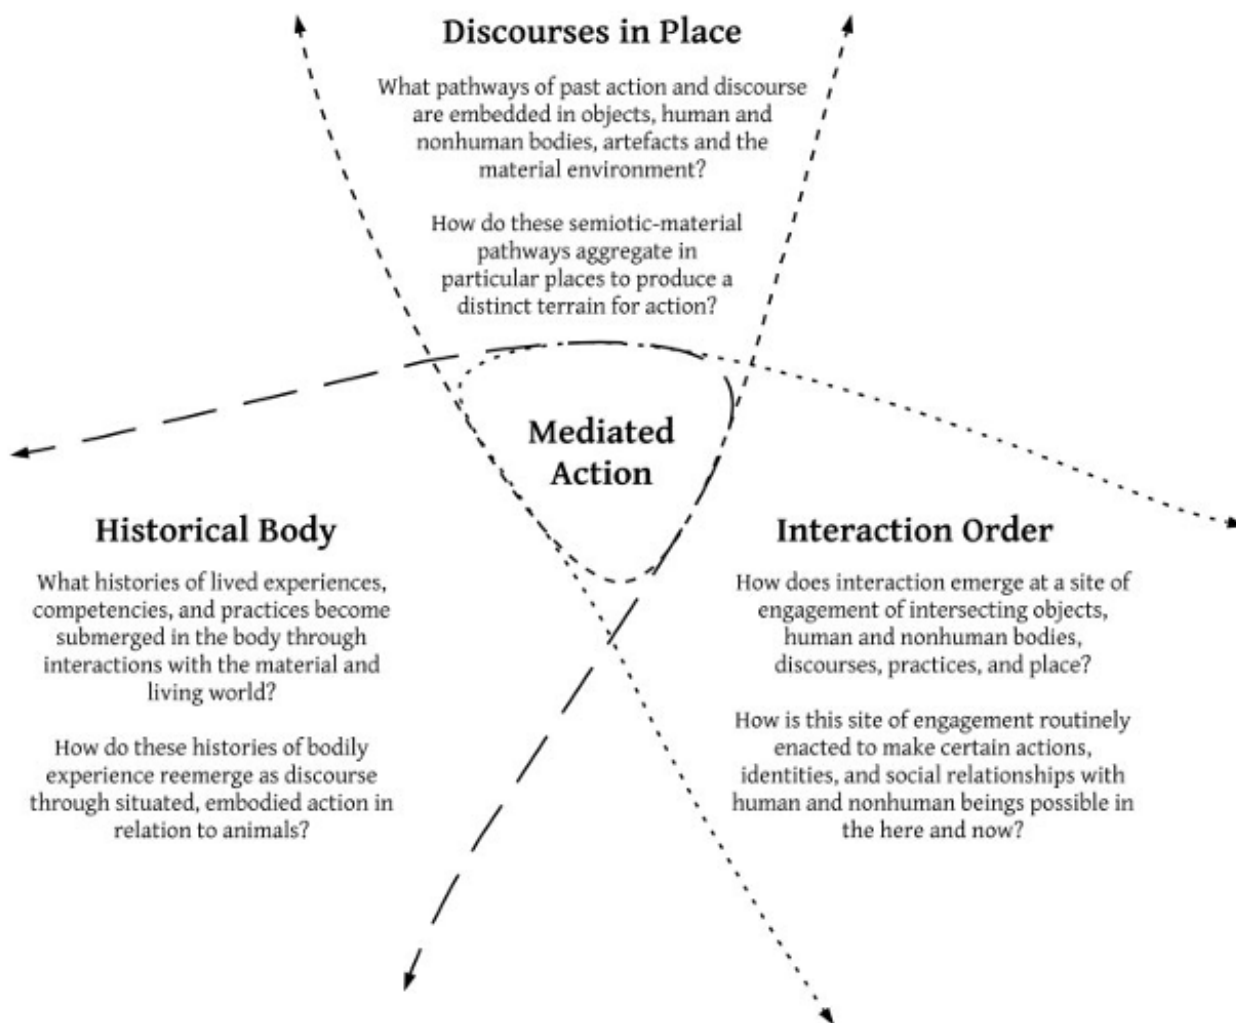 Discourses in Place
What pathways of past action and discourse
are embedded in objects, human and
nonhuman bodies, artefacts and the
material environment?
How do these semiotic-material
pathways aggregate in
particular places to produce a
distinct terrain for action?
Mediated
Action
Historical Body
What histories of lived experiences,
competencies, and practices become
submerged in the body through
interactions with the material and
living world?
How do these histories of bodily
experience reemerge as discourse
through situated, embodied action in
relation to animals?
Interaction Order
How does interaction emerge at a site of
engagement of intersecting objects,
human and nonhuman bodies,
discourses, practices, and place?
How is this site of engagement routinely
enacted to make certain actions,
identities, and social relationships with
human and nonhuman beings possible in
the here and now?